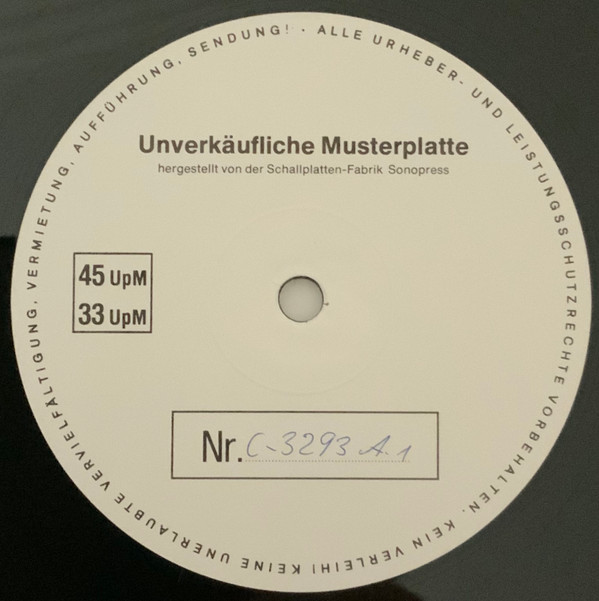 ALLE URHEBER- UND LEISTUNGSSCHUTZRECHTE VORBEHALTEN. KEIN VERLEIH! KEINE UNERLAUBTE VERVIELFÄLTIGUNG, VERMIETUNG, AUFFÜHRUNG, SENDUNG! ·
Unverkäufliche Musterplatte
hergestellt von der Schallplatten-Fabrik Sonopress
45 UpM
33 UpM
Nr. C-3293 A.1